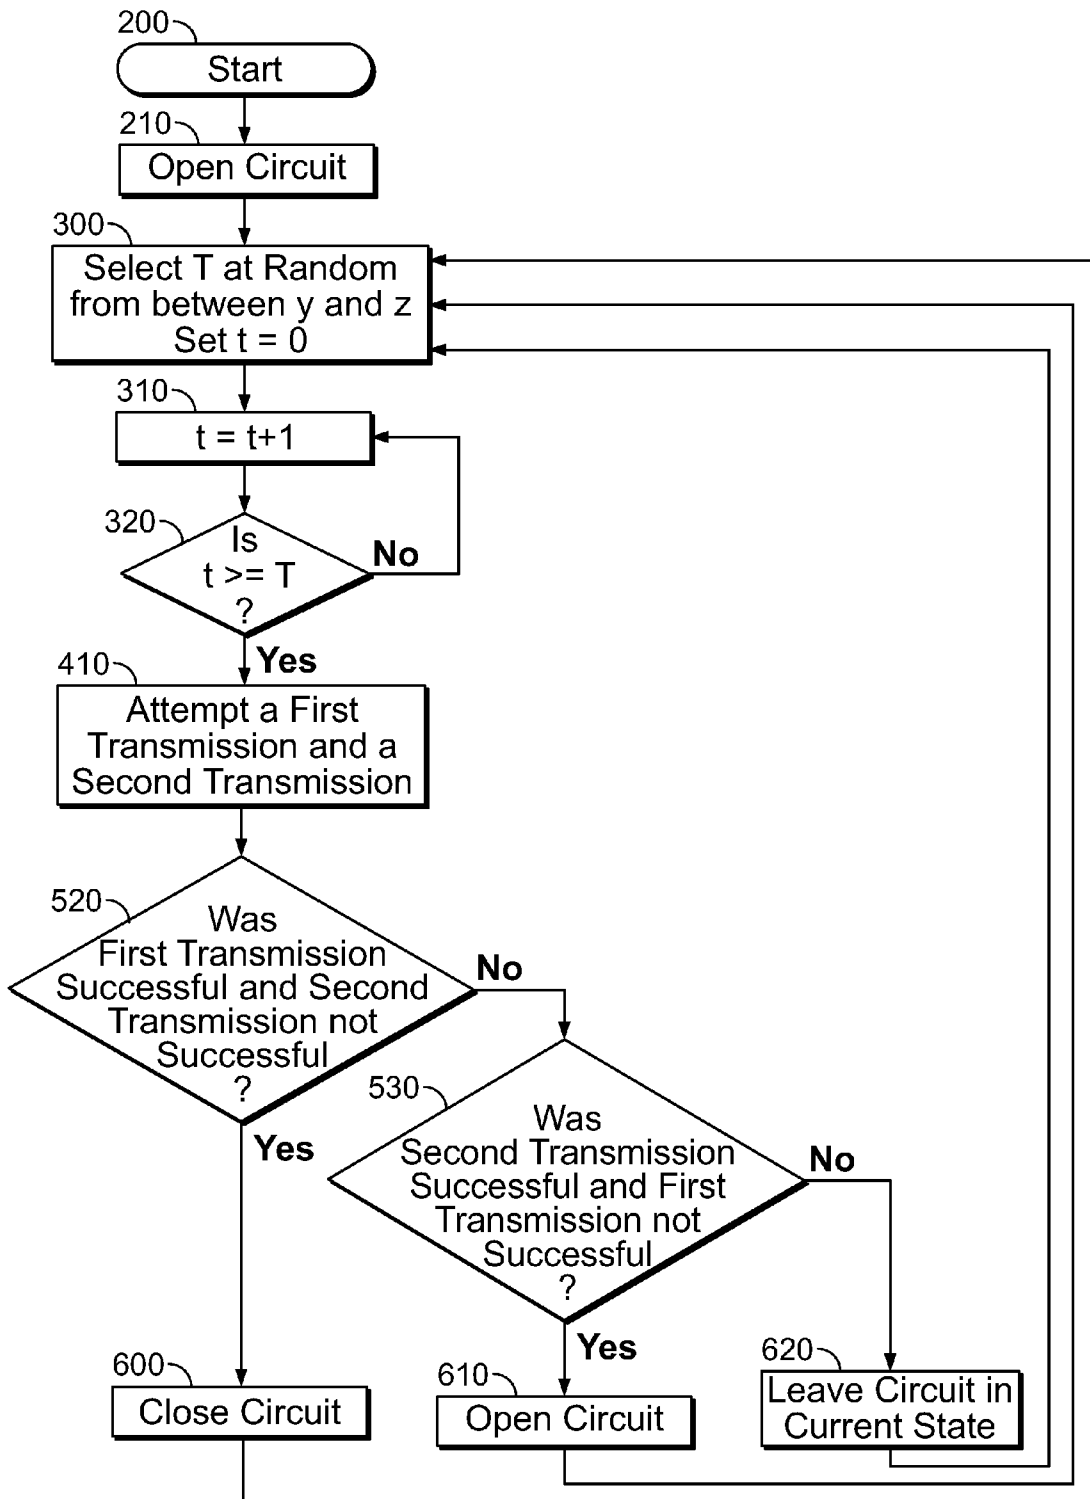 200
Start
210
Open Circuit
300
Select T at Random
from between y and z
Set t = 0
310
t = t+1
320
Is
t >= T
?
No
Yes
410
Attempt a First
Transmission and a
Second Transmission
520
Was
First Transmission
Successful and Second
Transmission not
Successful
?
No
Yes
530
Was
Second Transmission
Successful and First
Transmission not
Successful
?
No
Yes
600
Close Circuit
610
Open Circuit
620
Leave Circuit in
Current State